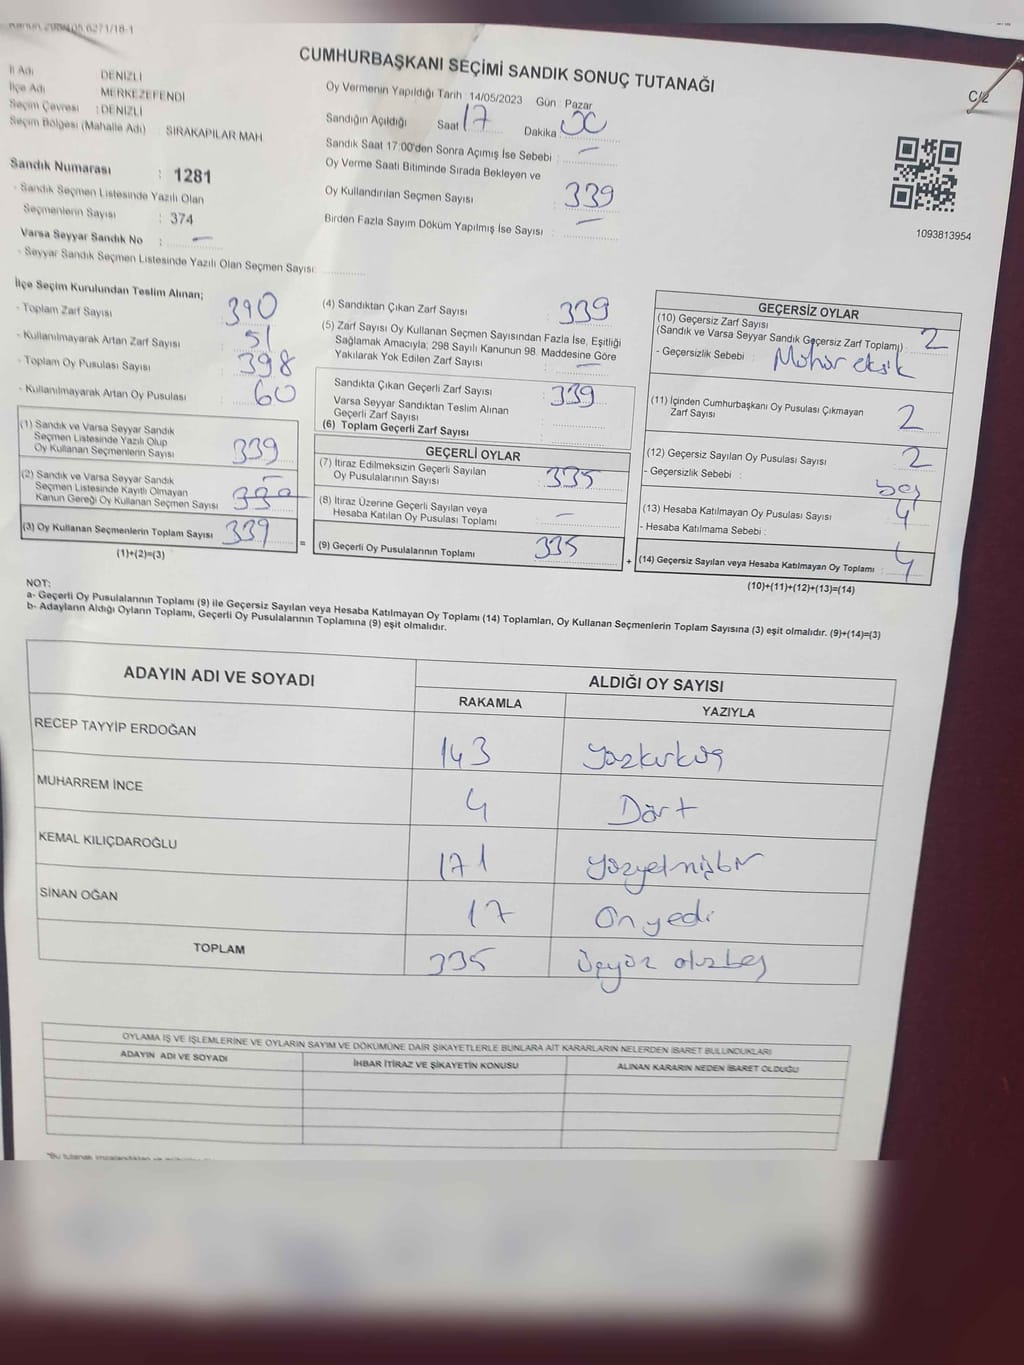 CUMHURBAŞKANI SEÇİMİ SANDIK SONUÇ TUTANAĞI
C/2
İl Adı DENİZLİ
İlçe Adı MERKEZEFENDİ
Seçim Çevresi : DENİZLİ
Seçim Bölgesi (Mahalle Adı) : SIRAKAPILAR MAH
Sandık Numarası : 1281
- Sandık Seçmen Listesinde Yazılı Olan
Seçmenlerin Sayısı : 374
Varsa Seyyar Sandık No : –
- Seyyar Sandık Seçmen Listesinde Yazılı Olan Seçmen Sayısı:
Oy Vermenin Yapıldığı Tarih : 14/05/2023 Gün : Pazar
Sandığın Açıldığı Saat 17 Dakika 00
Sandık Saat 17:00'den Sonra Açımış İse Sebebi : –
Oy Verme Saati Bitiminde Sırada Bekleyen ve
Oy Kullandırılan Seçmen Sayısı : 339
Birden Fazla Sayım Döküm Yapılmış İse Sayısı : –
1093813954
İlçe Seçim Kurulundan Teslim Alınan;
- Toplam Zarf Sayısı : 390
- Kullanılmayarak Artan Zarf Sayısı : 51
- Toplam Oy Pusulası Sayısı : 398
- Kullanılmayarak Artan Oy Pusulası : 60
(1) Sandık ve Varsa Seyyar Sandık
Seçmen Listesinde Yazılı Olup
Oy Kullanan Seçmenlerin Sayısı 339
(2) Sandık ve Varsa Seyyar Sandık
Seçmen Listesinde Kayıtlı Olmayan
Kanun Gereği Oy Kullanan Seçmen Sayısı –
(3) Oy Kullanan Seçmenlerin Toplam Sayısı 339
(1)+(2)=(3)
(4) Sandıktan Çıkan Zarf Sayısı : 339
(5) Zarf Sayısı Oy Kullanan Seçmen Sayısından Fazla İse, Eşitliği
Sağlamak Amacıyla; 298 Sayılı Kanunun 98. Maddesine Göre
Yakılarak Yok Edilen Zarf Sayısı : –
Sandıkta Çıkan Geçerli Zarf Sayısı : 339
Varsa Seyyar Sandıktan Teslim Alınan
Geçerli Zarf Sayısı :
(6) Toplam Geçerli Zarf Sayısı :
GEÇERLİ OYLAR
(7) İtiraz Edilmeksizin Geçerli Sayılan
Oy Pusulalarının Sayısı : 335
(8) İtiraz Üzerine Geçerli Sayılan veya
Hesaba Katılan Oy Pusulası Toplamı : –
= (9) Geçerli Oy Pusulalarının Toplamı : 335
GEÇERSİZ OYLAR
(10) Geçersiz Zarf Sayısı
(Sandık ve Varsa Seyyar Sandık Geçersiz Zarf Toplamı) 2
- Geçersizlik Sebebi : Mühür eksik
(11) İçinden Cumhurbaşkanı Oy Pusulası Çıkmayan
Zarf Sayısı 2
(12) Geçersiz Sayılan Oy Pusulası Sayısı 2
- Geçersizlik Sebebi : boş
(13) Hesaba Katılmayan Oy Pusulası Sayısı 4
- Hesaba Katılmama Sebebi :
+ (14) Geçersiz Sayılan veya Hesaba Katılmayan Oy Toplamı : 4
(10)+(11)+(12)+(13)=(14)
NOT:
a- Geçerli Oy Pusulalarının Toplamı (9) ile Geçersiz Sayılan veya Hesaba Katılmayan Oy Toplamı (14) Toplamları, Oy Kullanan Seçmenlerin Toplam Sayısına (3) eşit olmalıdır. (9)+(14)=(3)
b- Adayların Aldığı Oyların Toplamı, Geçerli Oy Pusulalarının Toplamına (9) eşit olmalıdır.
ADAYIN ADI VE SOYADI ALDIĞI OY SAYISI
RAKAMLA YAZIYLA
RECEP TAYYİP ERDOĞAN 143 yüzkırküç
MUHARREM İNCE 4 Dört
KEMAL KILIÇDAROĞLU 171 yüzyetmişbir
SİNAN OĞAN 17 Onyedi
TOPLAM 335 üçyüz otuzbeş
OYLAMA İŞ VE İŞLEMLERİNE VE OYLARIN SAYIM VE DÖKÜMÜNE DAİR ŞİKAYETLERLE BUNLARA AİT KARARLARIN NELERDEN İBARET BULUNDUKLARI
ADAYIN ADI VE SOYADI İHBAR İTİRAZ VE ŞİKAYETİN KONUSU ALINAN KARARIN NEDEN İBARET OLDUĞU